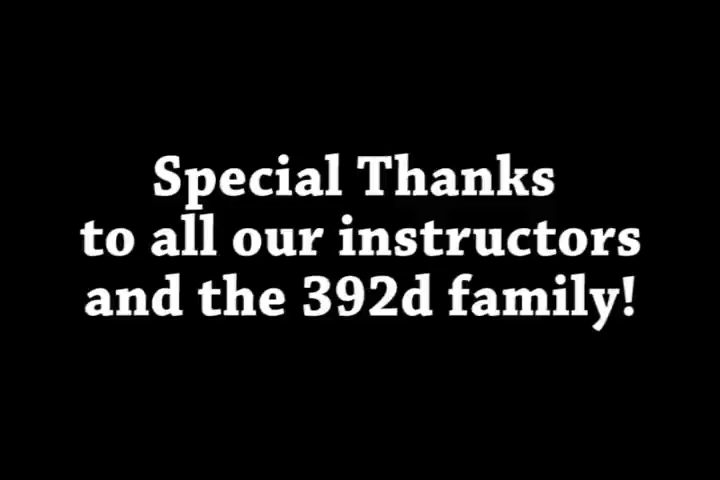 Special Thanks
to all our instructors
and the 392d family!